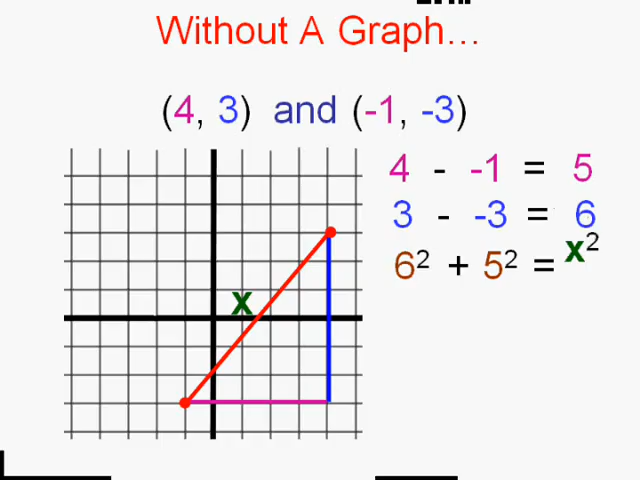 Without A Graph...
(4, 3) and (-1, -3)
4 - -1 = 5
3 - -3 = 6
6² + 5² = x²
x